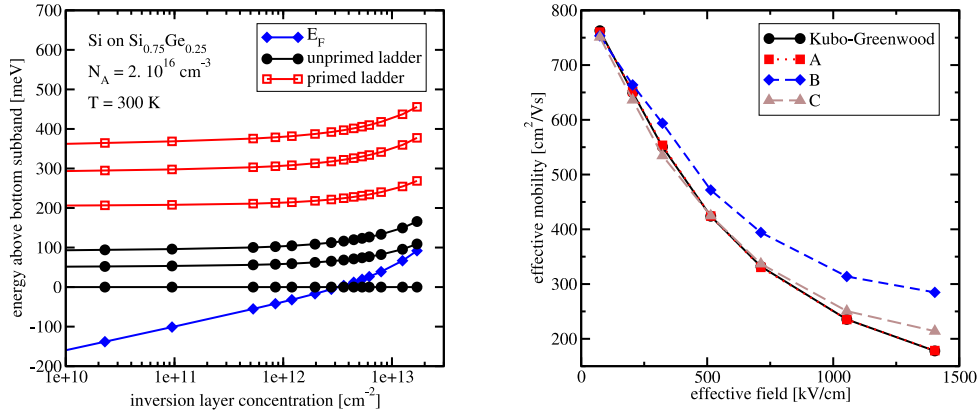 700
600
500
400
300
200
100
0
-100
-200
energy above bottom subband [meV]
Si on Si0.75Ge0.25
NA = 2. 10^16 cm^-3
T = 300 K
EF
unprimed ladder
primed ladder
1e+10 1e+11 1e+12 1e+13
inversion layer concentration [cm^-2]
800
700
600
500
400
300
200
effective mobility [cm^2/Vs]
Kubo-Greenwood
A
B
C
0 500 1000 1500
effective field [kV/cm]